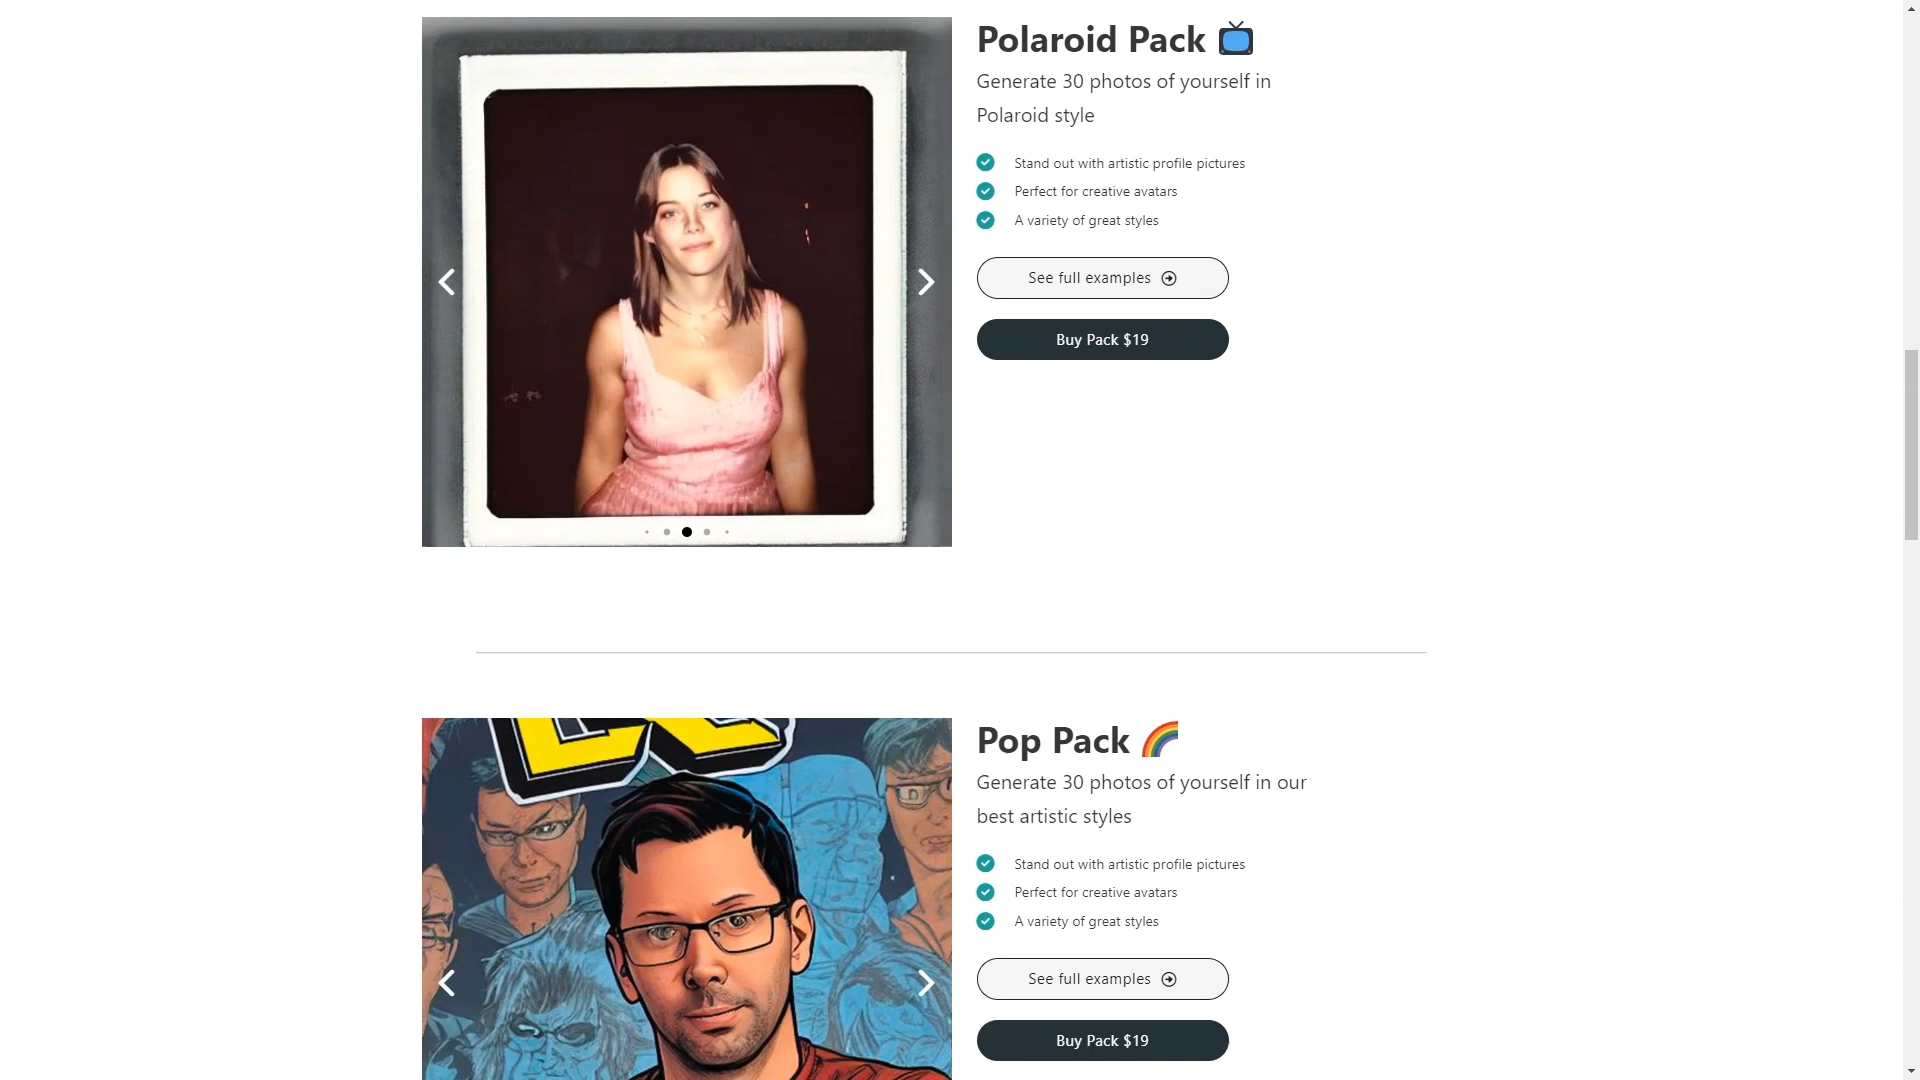 Polaroid Pack
Generate 30 photos of yourself in
Polaroid style
Stand out with artistic profile pictures
Perfect for creative avatars
A variety of great styles
See full examples
Buy Pack $19
Pop Pack
Generate 30 photos of yourself in our
best artistic styles
Stand out with artistic profile pictures
Perfect for creative avatars
A variety of great styles
See full examples
Buy Pack $19